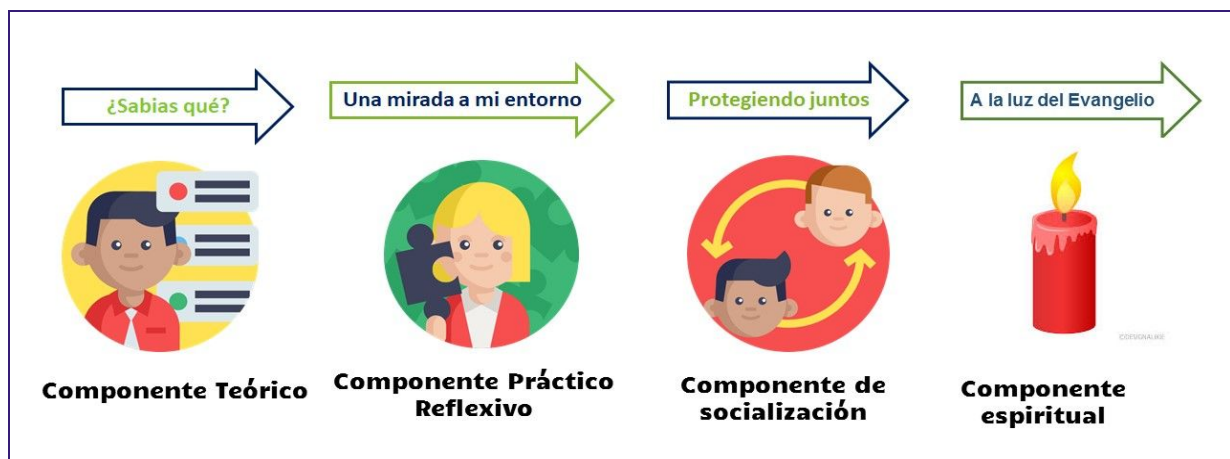 ¿Sabias qué?
Una mirada a mi entorno
Protegiendo juntos
A la luz del Evangelio
©DESIGNALIKIE
Componente Teórico
Componente Práctico
Reflexivo
Componente de
socialización
Componente
espiritual